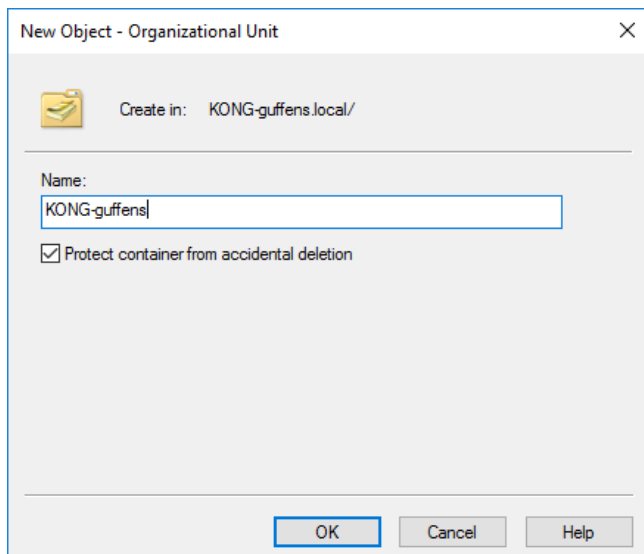 New Object - Organizational Unit
Create in: KONG-guffens.local/
Name:
KONG-guffens
Protect container from accidental deletion
OK Cancel Help